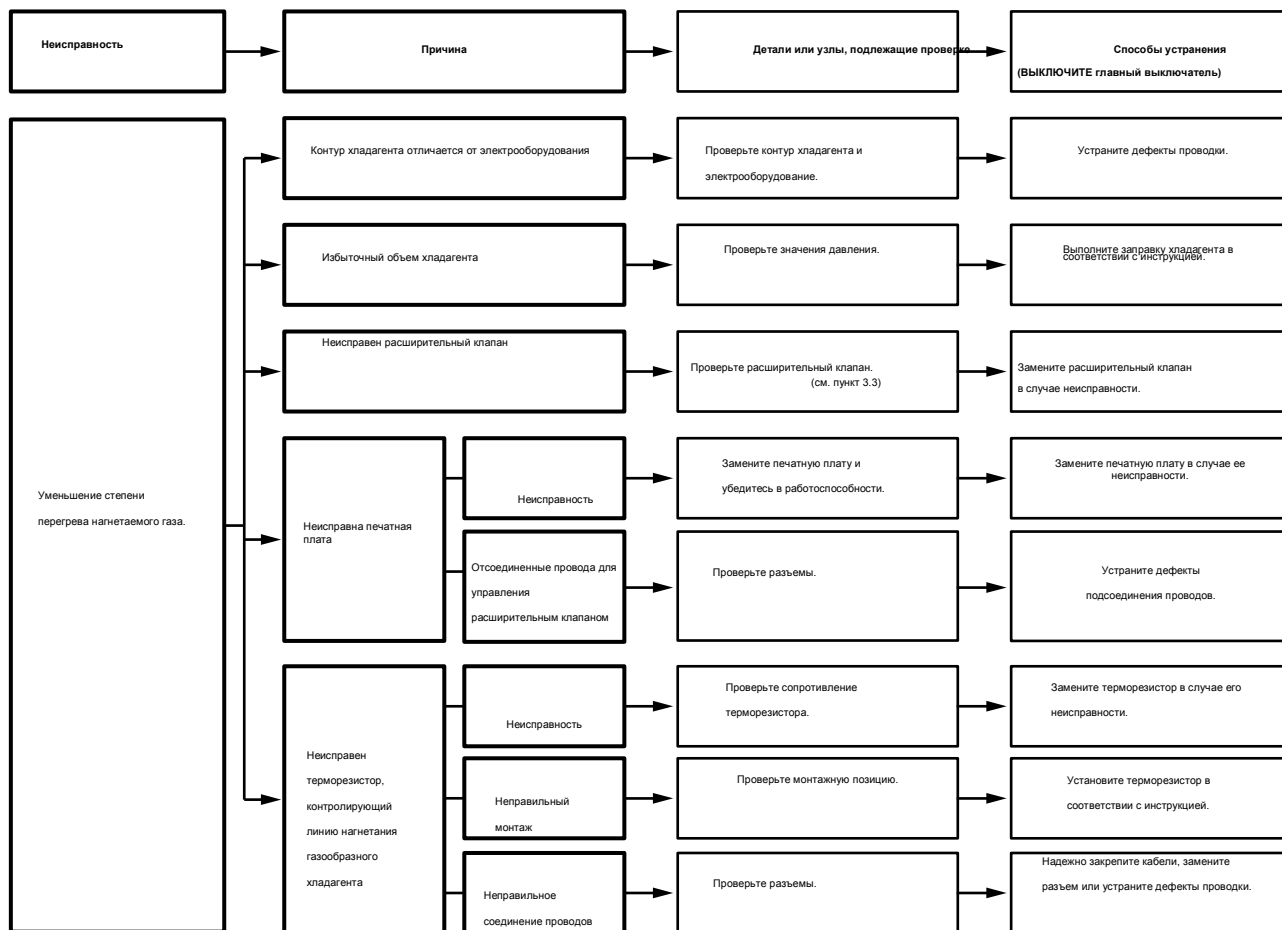 Неисправность
Причина
Детали или узлы, подлежащие проверке
Способы устранения
(ВЫКЛЮЧИТЕ главный выключатель)
Уменьшение степени
перегрева нагнетаемого газа.
Контур хладагента отличается от электрооборудования
Проверьте контур хладагента и
электрооборудование.
Устраните дефекты проводки.
Избыточный объем хладагента
Проверьте значения давления.
Выполните заправку хладагента в
соответствии с инструкцией.
Неисправен расширительный клапан
Проверьте расширительный клапан.
(см. пункт 3.3)
Замените расширительный клапан
в случае неисправности.
Неисправна печатная
плата
Неисправность
Замените печатную плату и
убедитесь в работоспособности.
Замените печатную плату в случае ее
неисправности.
Отсоединенные провода для
управления
расширительным клапаном
Проверьте разъемы.
Устраните дефекты
подсоединения проводов.
Неисправен
терморезистор,
контролирующий
линию нагнетания
газообразного
хладагента
Неисправность
Проверьте сопротивление
терморезистора.
Замените терморезистор в случае его
неисправности.
Неправильный
монтаж
Проверьте монтажную позицию.
Установите терморезистор в
соответствии с инструкцией.
Неправильное
соединение проводов
Проверьте разъемы.
Надежно закрепите кабели, замените
разъем или устраните дефекты проводки.